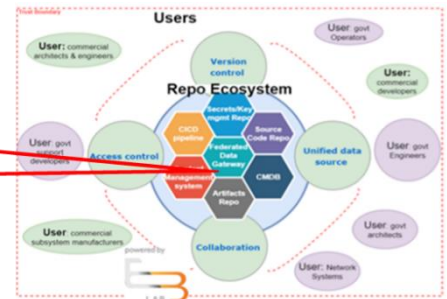 Trust Boundary
Users
User: govt
Operators
User: commercial
architects & engineers
Version
control
User:
commercial
developers
Repo Ecosystem
Secrets/Key
mgmt Repo
CICD
pipeline
Source
Code Repo
User: govt
support
developers
Access control
Federated
Data
Gateway
Unified data
source
User: govt
Engineers
Management
system
CMDB
Artifacts
Repo
User: commercial
subsystem manufacturers
User: govt
architects
Collaboration
powered by
User: Network
Systems
LAB